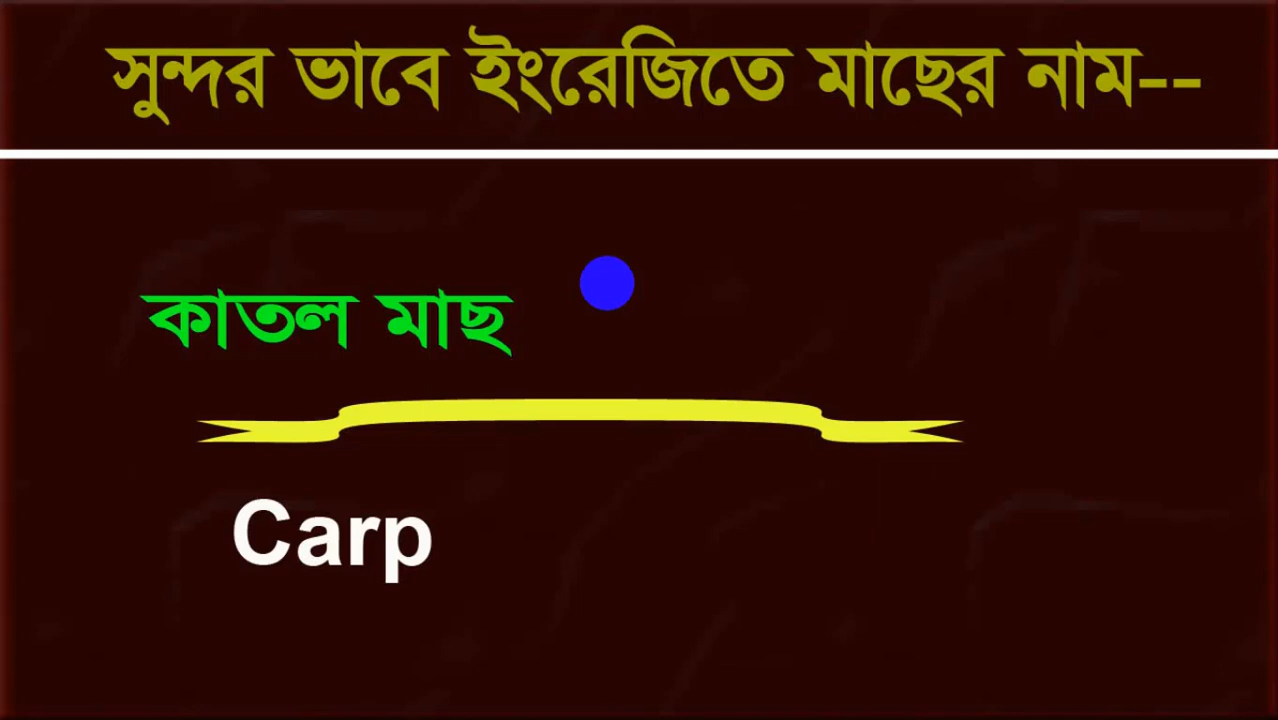 সুন্দর ভাবে ইংরেজিতে মাছের নাম--
কাতল মাছ
Carp